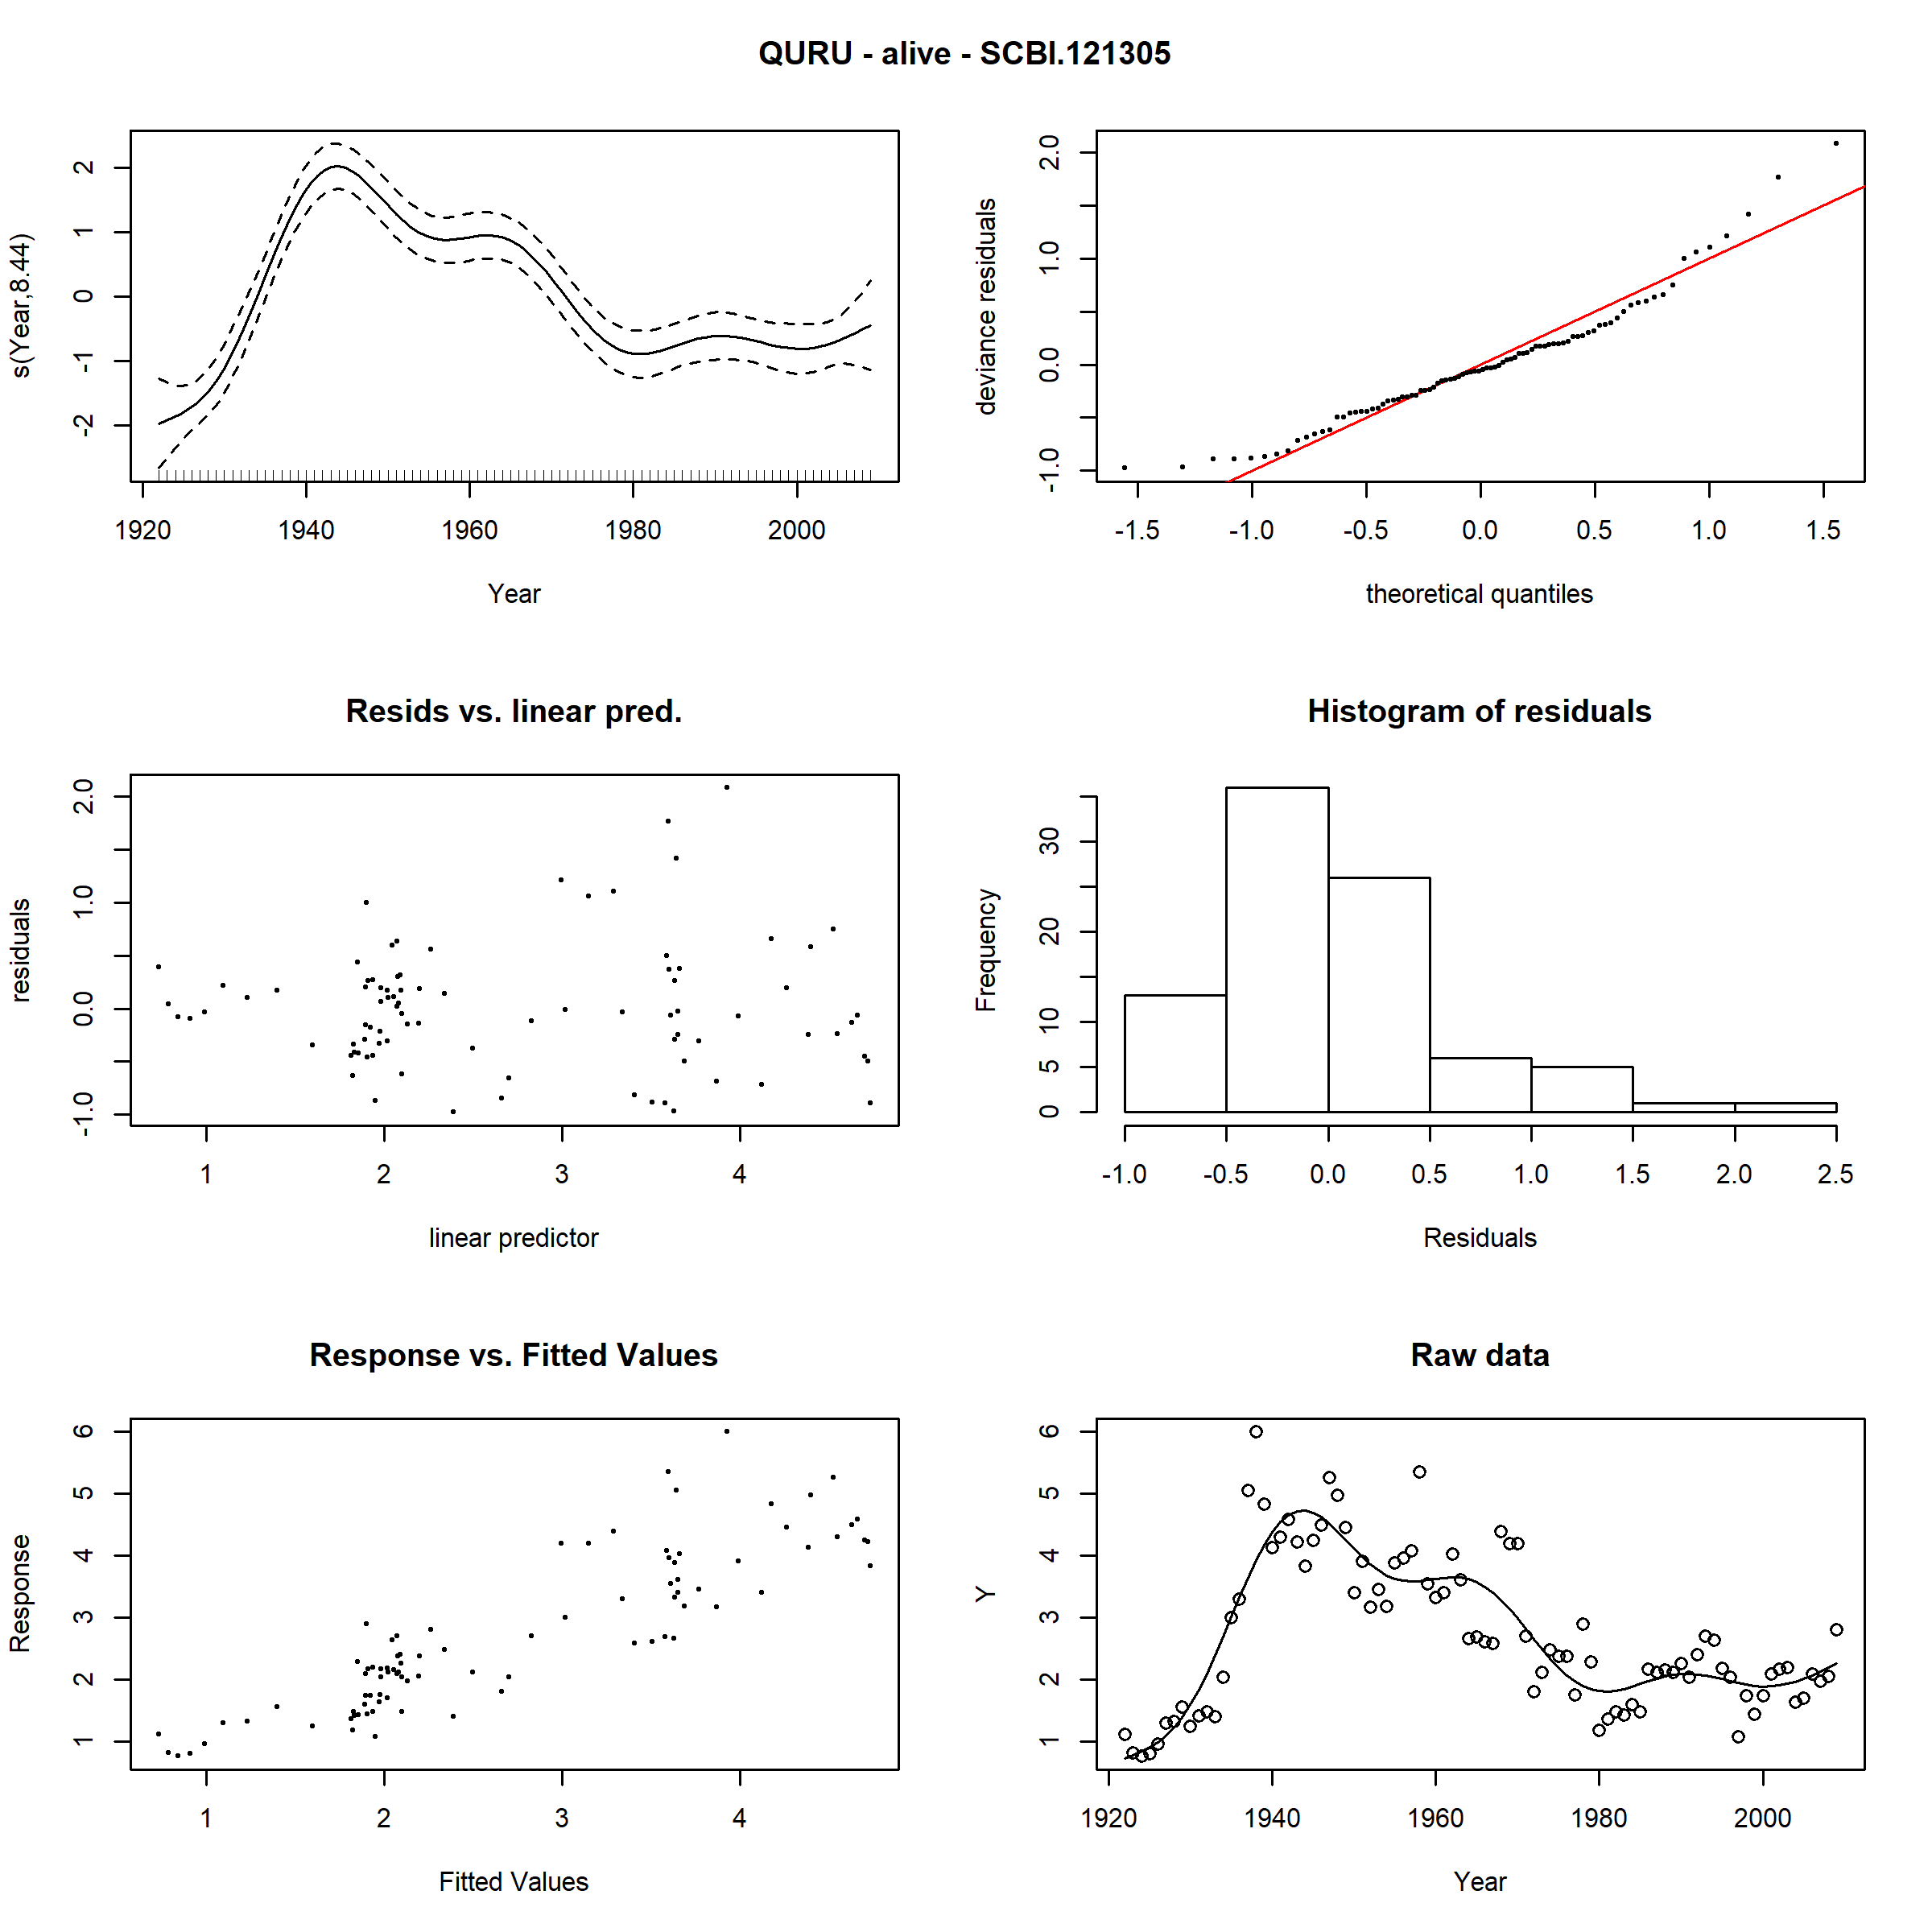 QURU - alive - SCBI.121305
s(Year,8.44)
2
1
0
-1
-2
1920 1940 1960 1980 2000
Year
deviance residuals
2.0
1.0
0.0
-1.0
-1.5 -1.0 -0.5 0.0 0.5 1.0 1.5
theoretical quantiles
Resids vs. linear pred.
residuals
2.0
1.0
0.0
-1.0
1 2 3 4
linear predictor
Histogram of residuals
Frequency
30
20
10
5
0
-1.0 -0.5 0.0 0.5 1.0 1.5 2.0 2.5
Residuals
Response vs. Fitted Values
Response
6
5
4
3
2
1
1 2 3 4
Fitted Values
Raw data
Y
6
5
4
3
2
1
1920 1940 1960 1980 2000
Year